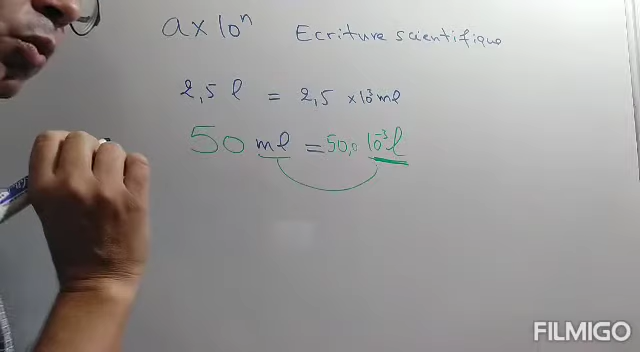 a × 10ⁿ Ecriture scientifique
2,5 l = 2,5 × 10³ ml
50 ml = 50,0 10⁻³ l
FILMIGO